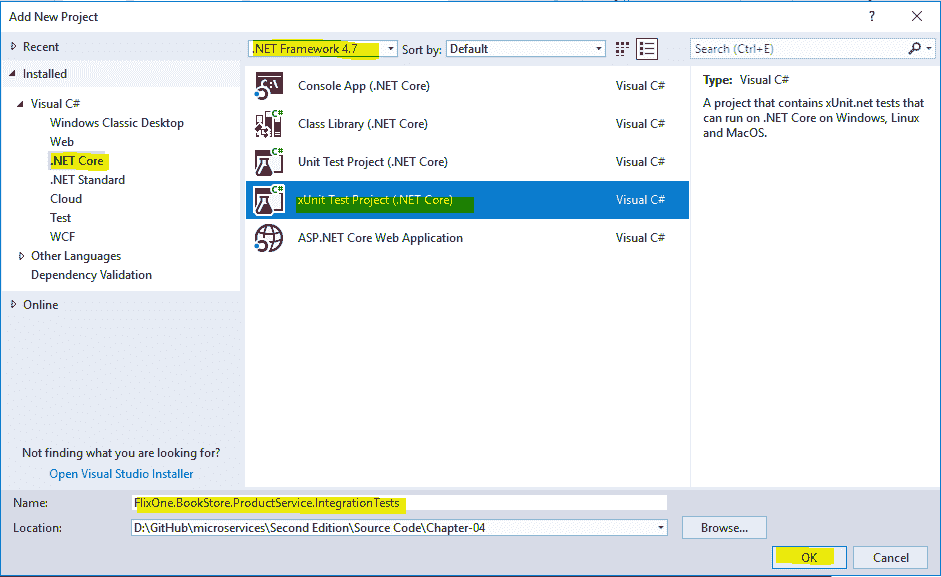 Add New Project
?
Recent
.NET Framework 4.7
Sort by:
Default
Search (Ctrl+E)
Installed
Visual C#
Windows Classic Desktop
Web
.NET Core
.NET Standard
Cloud
Test
WCF
Other Languages
Dependency Validation
Online
Not finding what you are looking for?
Open Visual Studio Installer
Console App (.NET Core) Visual C#
Class Library (.NET Core) Visual C#
Unit Test Project (.NET Core) Visual C#
xUnit Test Project (.NET Core) Visual C#
ASP.NET Core Web Application Visual C#
Type: Visual C#
A project that contains xUnit.net tests that
can run on .NET Core on Windows, Linux
and MacOS.
Name: FlixOne.BookStore.ProductService.IntegrationTests
Location: D:\GitHub\microservices\Second Edition\Source Code\Chapter-04
Browse...
OK
Cancel